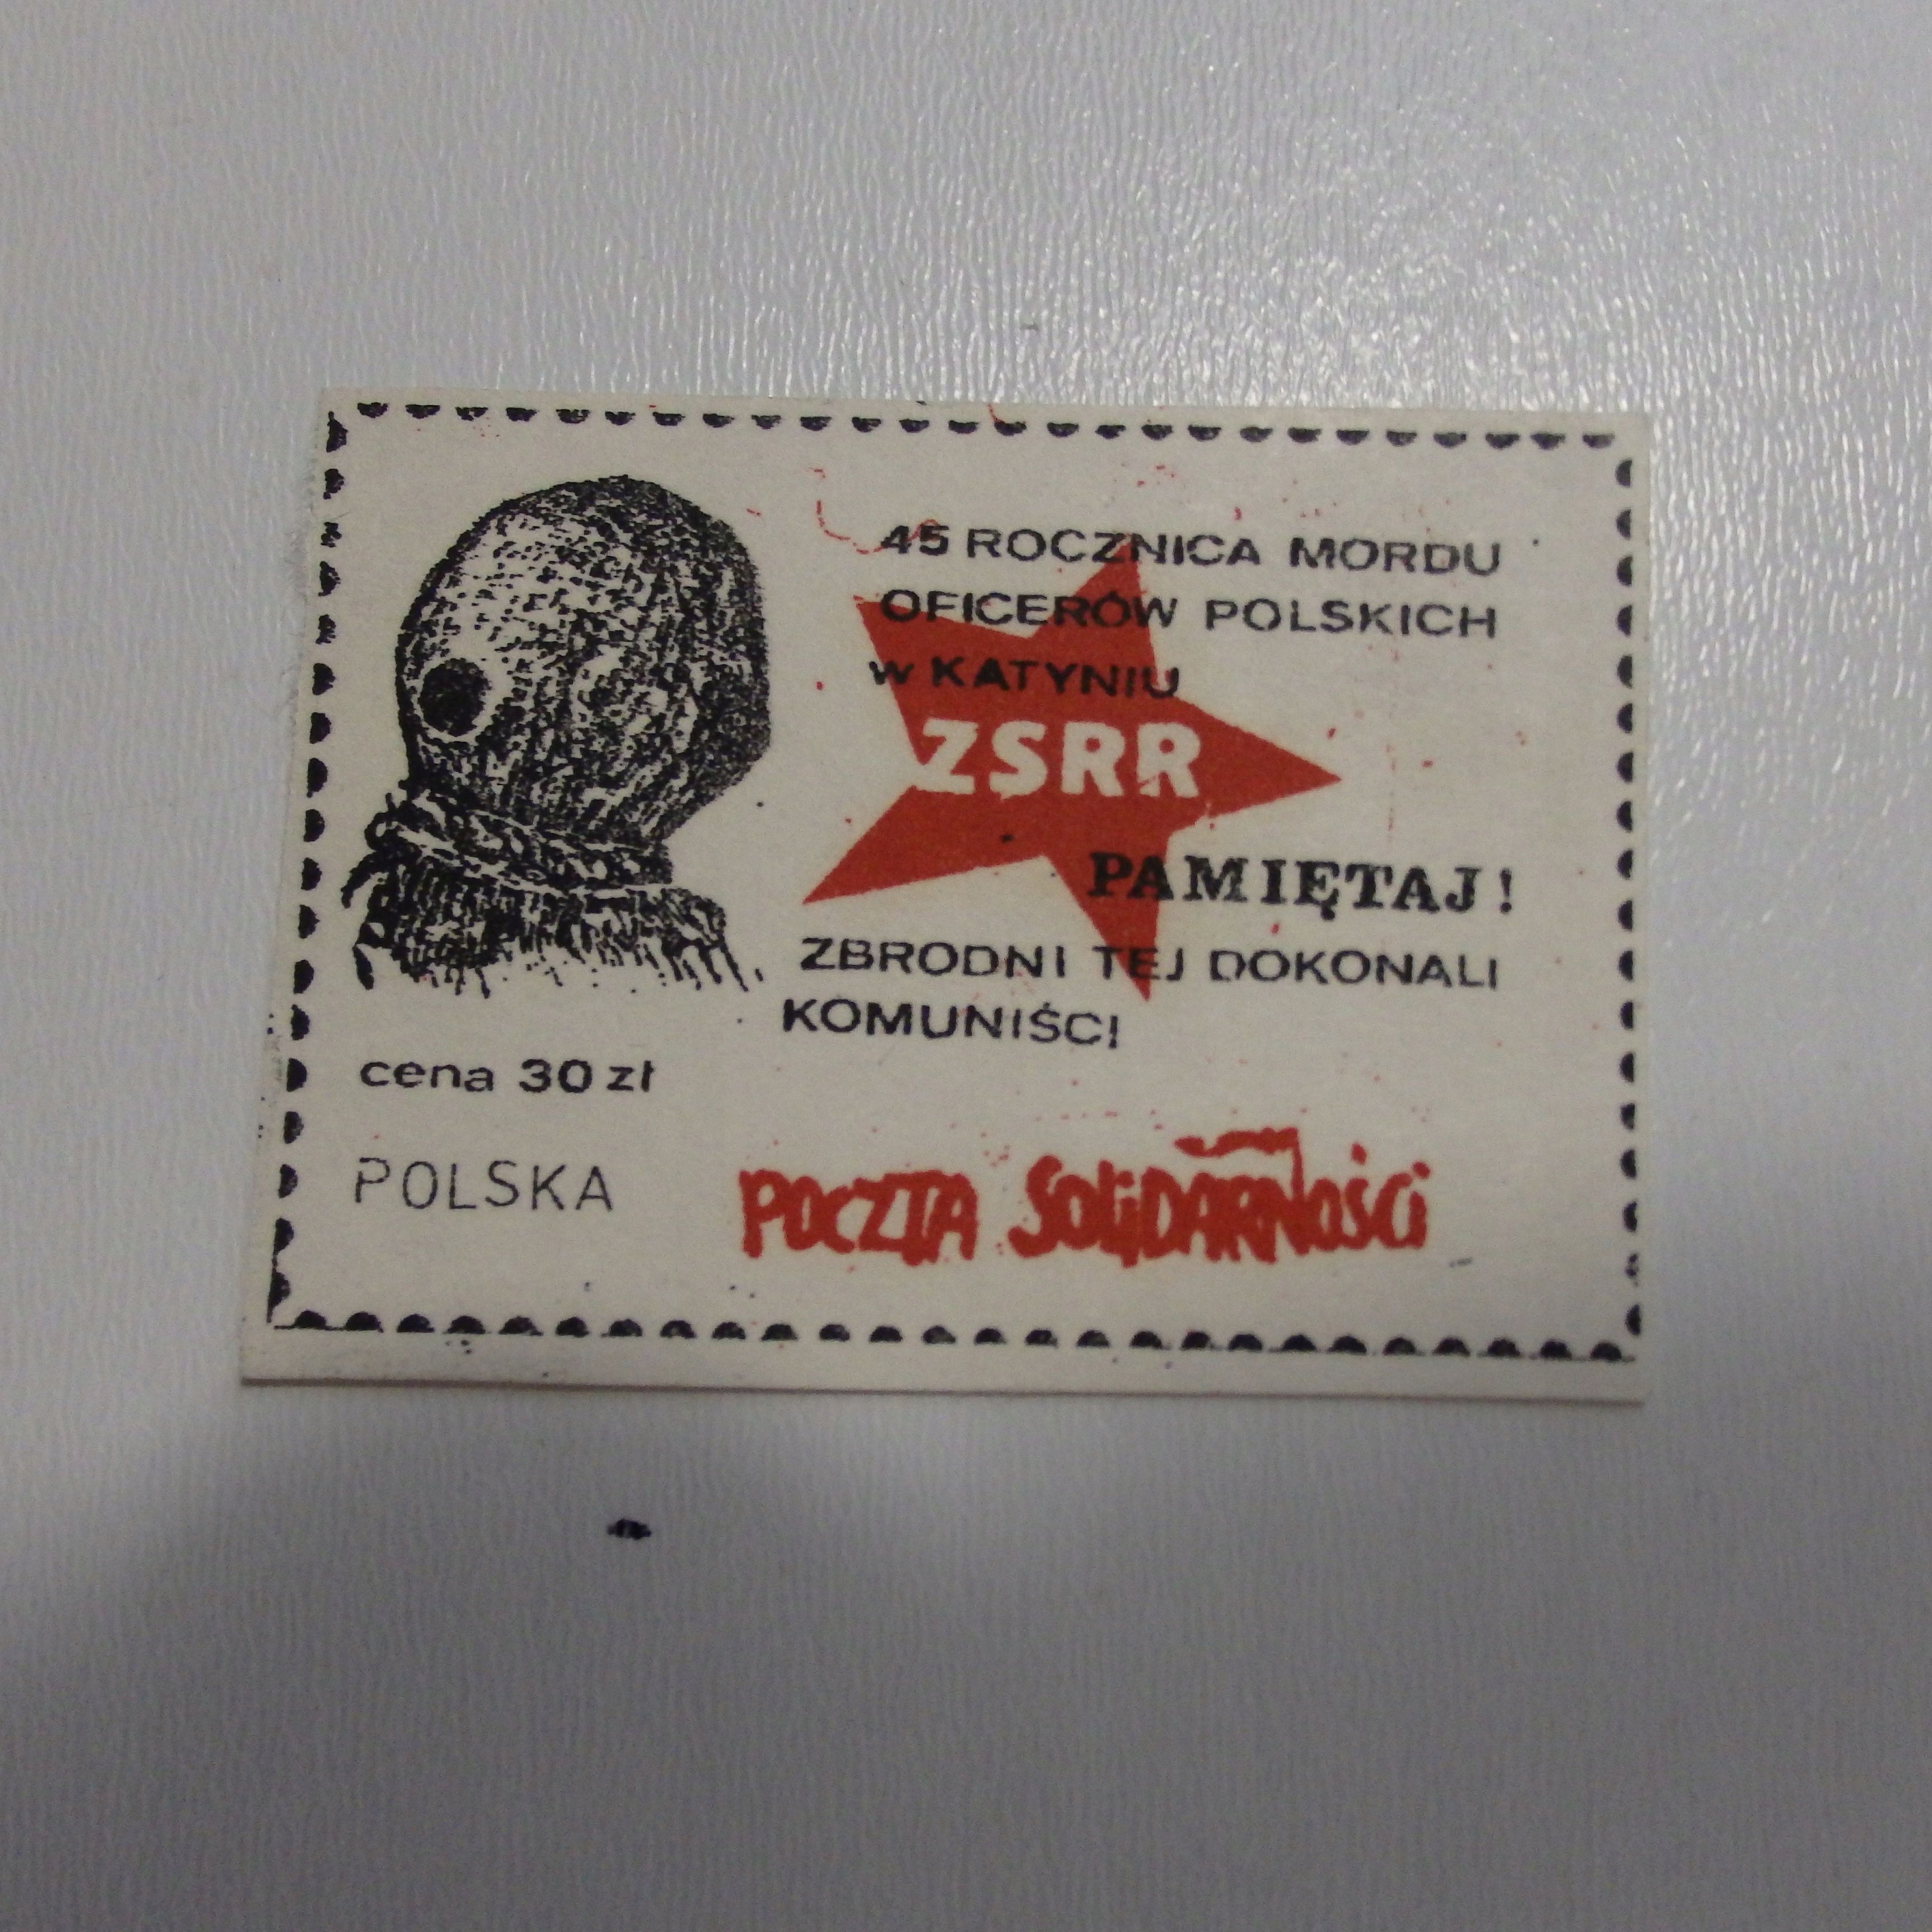 45 ROCZNICA MORDU
OFICERÓW POLSKICH
w KATYNIU
ZSRR
PAMIĘTAJ!
ZBRODNI TEJ DOKONALI
KOMUNIŚCI
cena 30 zł
POLSKA
POCZTA SOLIDARNOŚCI